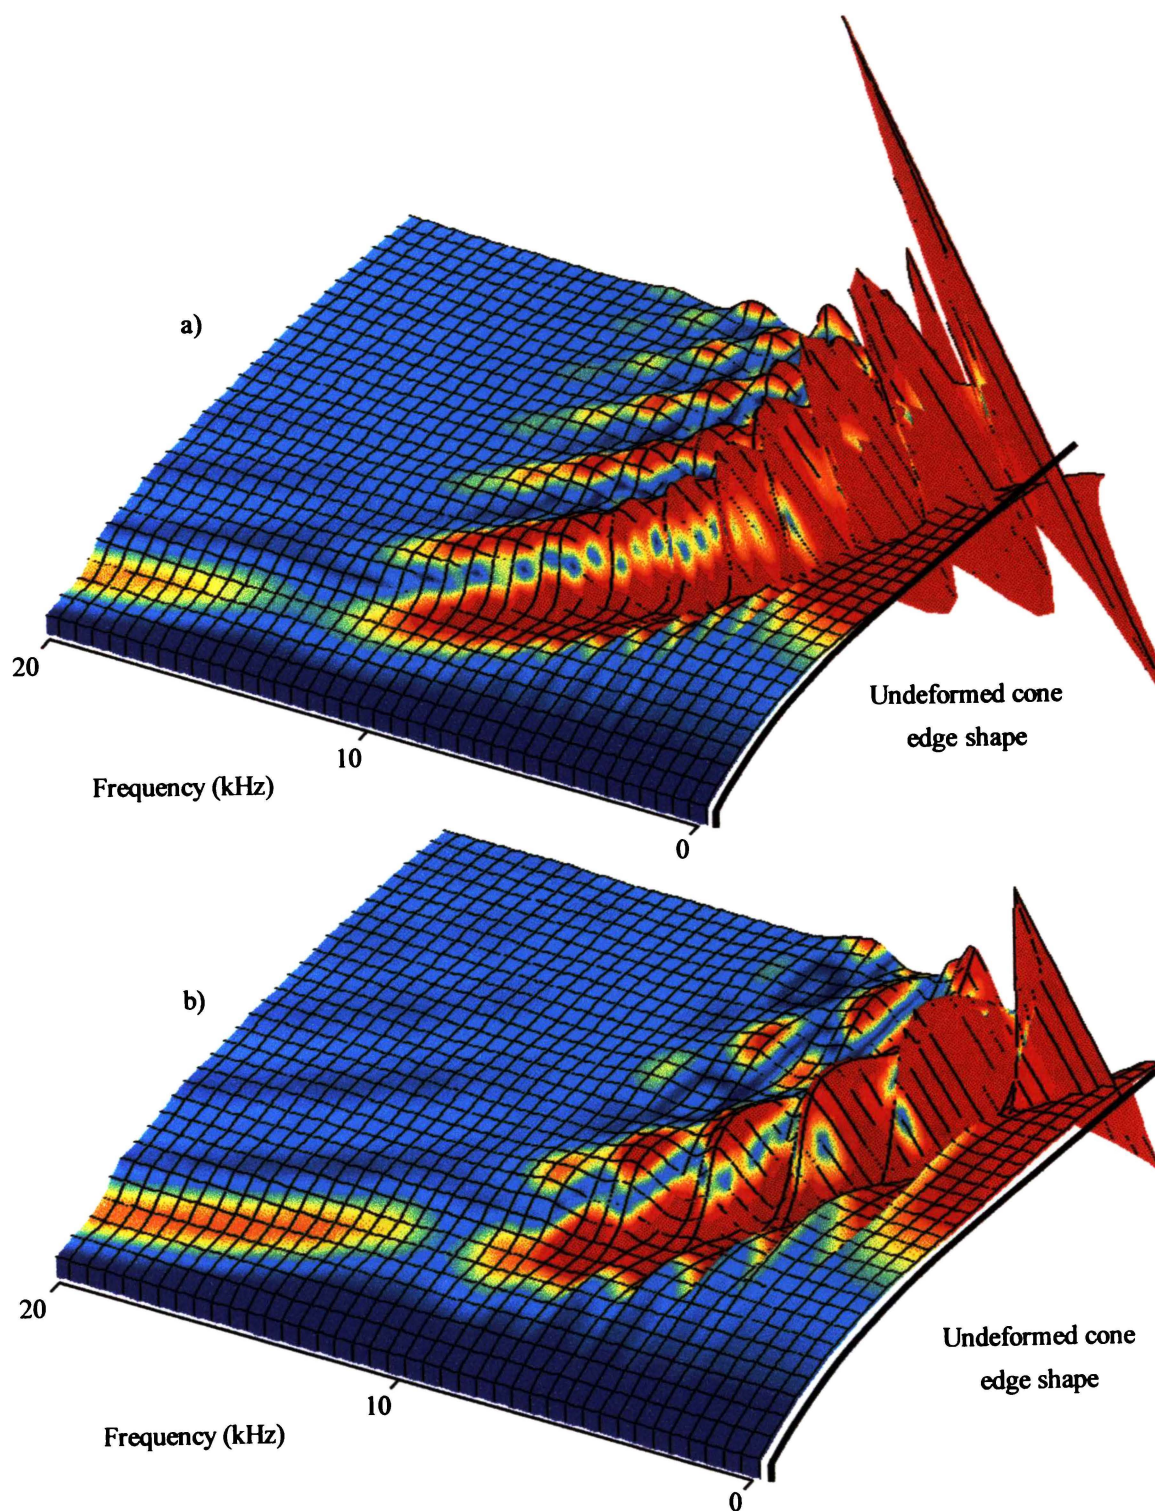 a)
20
10
0
Frequency (kHz)
Undeformed cone
edge shape
b)
20
10
0
Frequency (kHz)
Undeformed cone
edge shape